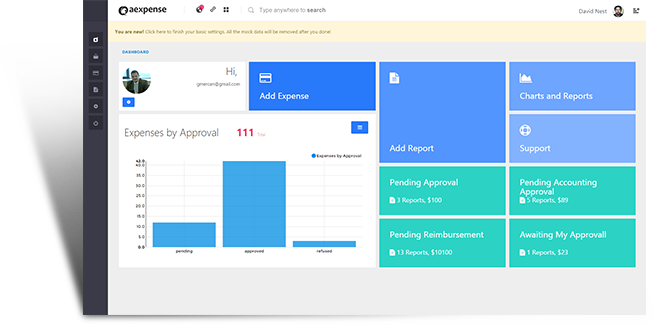 aexpense
Type anywhere to search
David Nest
You are new! Click here to finish your basic settings. All the mock data will be removed after you done!
DASHBOARD
Hi,
gmersan@gmail.com
Add Expense
Add Report
Charts and Reports
Support
Expenses by Approval
111
Expenses by Approval
43.0
40.0
35.0
30.0
25.0
20.0
15.0
10.0
5.0
0.0
pending
approved
refused
Pending Approval
3 Reports, $100
Pending Accounting
Approval
5 Reports, $89
Pending Reimbursement
13 Reports, $10100
Awaiting My Approvall
1 Reports, $23